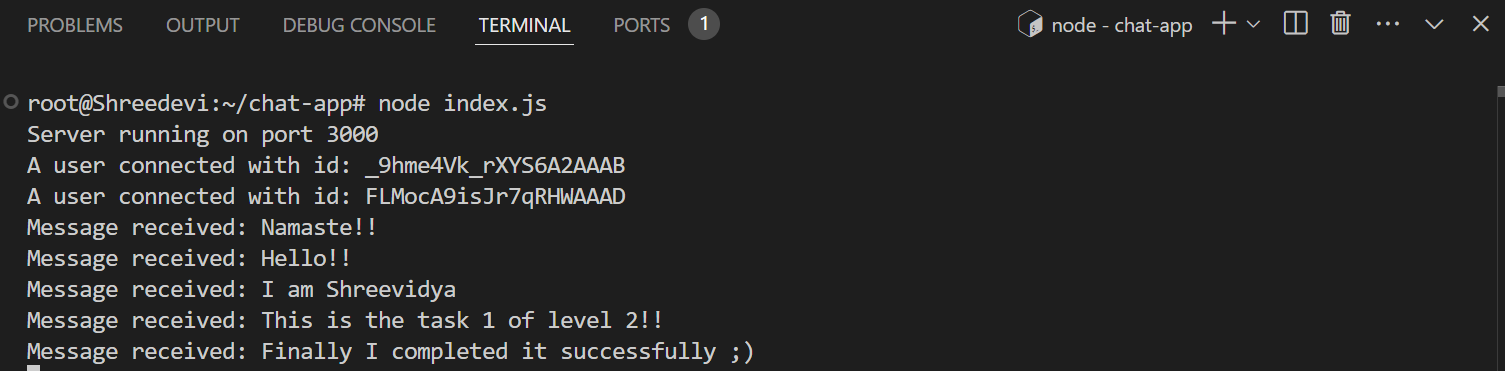 PROBLEMS OUTPUT DEBUG CONSOLE TERMINAL PORTS 1 node - chat-app
root@Shreedevi:~/chat-app# node index.js
Server running on port 3000
A user connected with id: _9hme4Vk_rXYS6A2AAAB
A user connected with id: FLMocA9isJr7qRHWAAAD
Message received: Namaste!!
Message received: Hello!!
Message received: I am Shreevidya
Message received: This is the task 1 of level 2!!
Message received: Finally I completed it successfully ;)